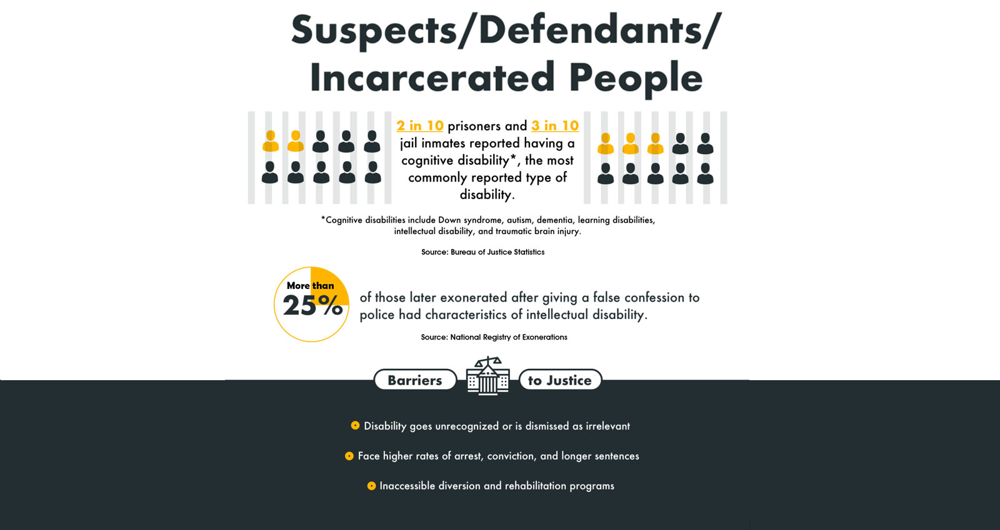 Suspects/Defendants/
Incarcerated People
2 in 10 prisoners and 3 in 10
jail inmates reported having a
cognitive disability*, the most
commonly reported type of
disability.
*Cognitive disabilities include Down syndrome, autism, dementia, learning disabilities,
intellectual disability, and traumatic brain injury.
Source: Bureau of Justice Statistics
More than
25%
of those later exonerated after giving a false confession to
police had characteristics of intellectual disability.
Source: National Registry of Exonerations
Barriers to Justice
Disability goes unrecognized or is dismissed as irrelevant
Face higher rates of arrest, conviction, and longer sentences
Inaccessible diversion and rehabilitation programs